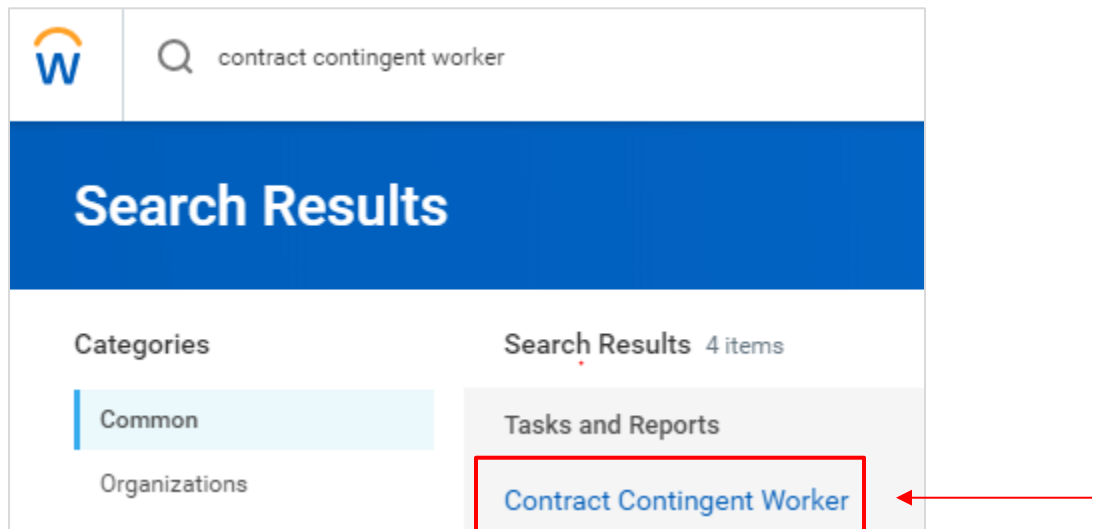 W
contract contingent worker
Search Results
Categories
Search Results 4 items
Common
Tasks and Reports
Organizations
Contract Contingent Worker